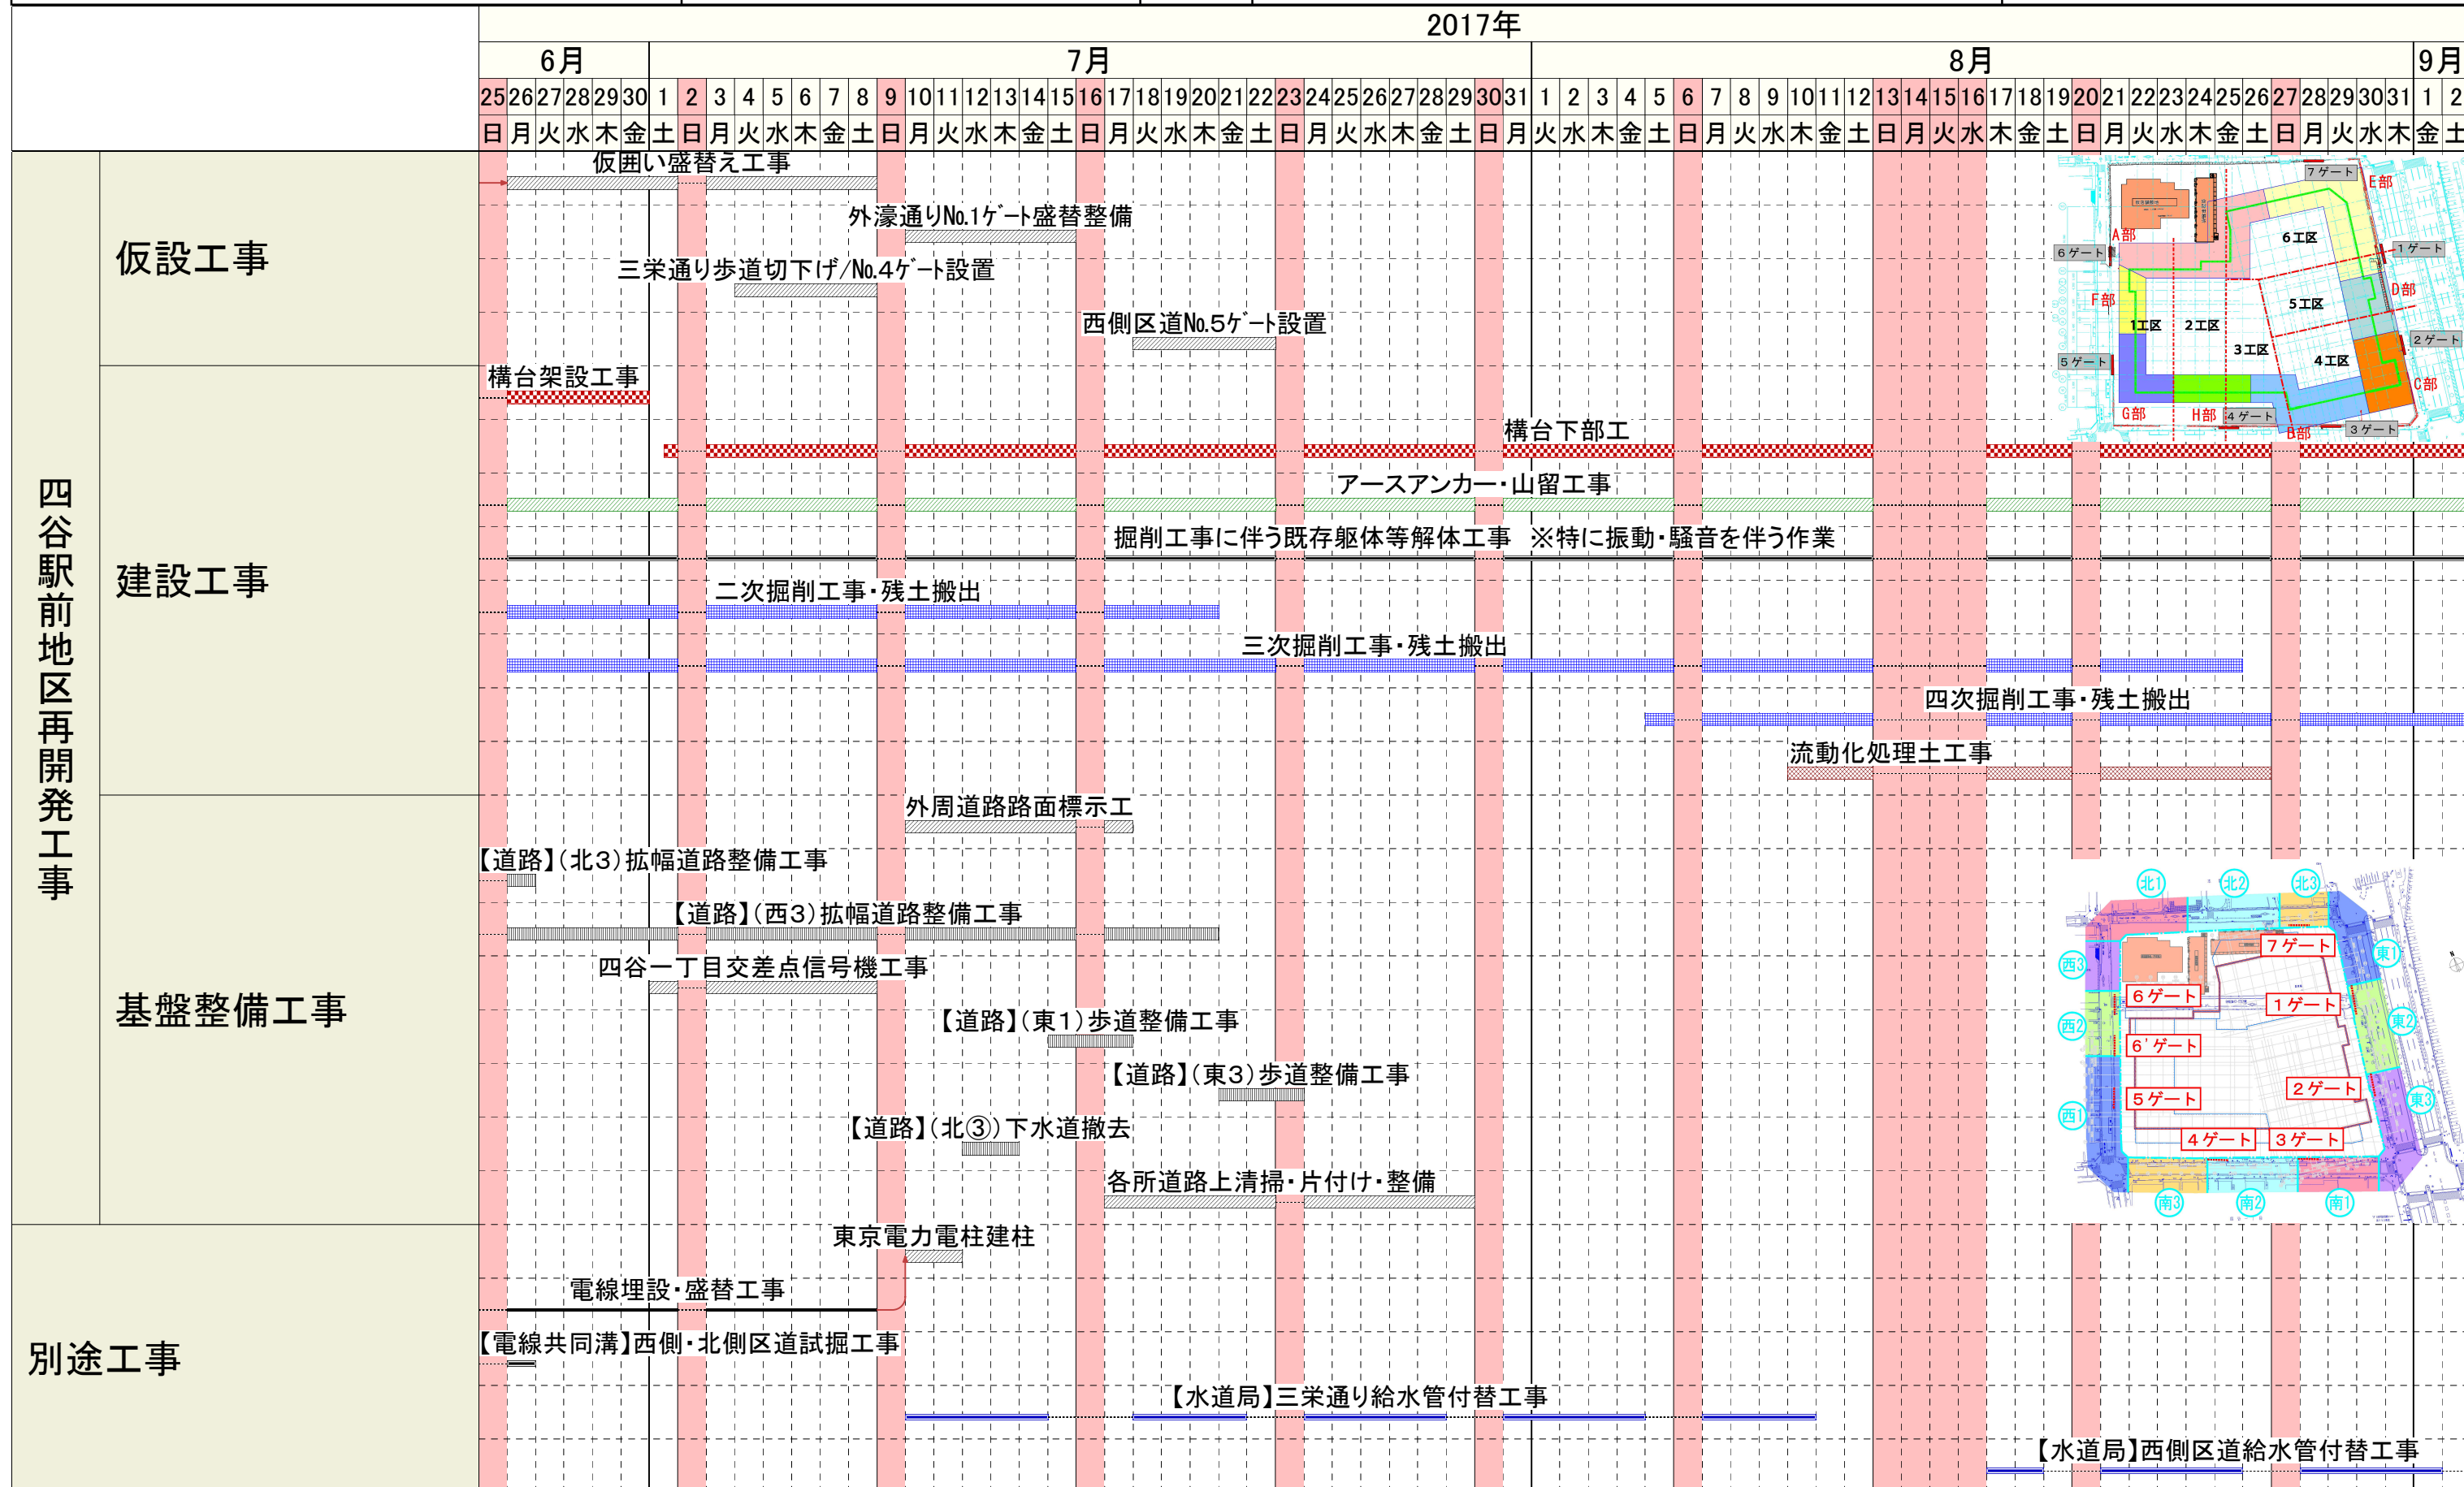 2017年
6月 7月 8月 9月
25 26 27 28 29 30 1 2 3 4 5 6 7 8 9 10 11 12 13 14 15 16 17 18 19 20 21 22 23 24 25 26 27 28 29 30 31 1 2 3 4 5 6 7 8 9 10 11 12 13 14 15 16 17 18 19 20 21 22 23 24 25 26 27 28 29 30 31 1 2
日 月 火 水 木 金 土 日 月 火 水 木 金 土 日 月 火 水 木 金 土 日 月 火 水 木 金 土 日 月 火 水 木 金 土 日 月 火 水 木 金 土 日 月 火 水 木 金 土 日 月 火 水 木 金 土 日 月 火 水 木 金 土 日 月 火 水 木 金 土
四谷駅前地区再開発工事
仮設工事
仮囲い盛替え工事
外濠通りNo.1ゲート盛替整備
三栄通り歩道切下げ/No.4ゲート設置
西側区道No.5ゲート設置
建設工事
構台架設工事
構台下部工
アースアンカー・山留工事
掘削工事に伴う既存躯体等解体工事 ※特に振動・騒音を伴う作業
二次掘削工事・残土搬出
三次掘削工事・残土搬出
四次掘削工事・残土搬出
流動化処理土工事
基盤整備工事
外周道路路面標示工
【道路】(北3)拡幅道路整備工事
【道路】(西3)拡幅道路整備工事
四谷一丁目交差点信号機工事
【道路】(東1)歩道整備工事
【道路】(東3)歩道整備工事
【道路】(北③)下水道撤去
各所道路上清掃・片付け・整備
別途工事
東京電力電柱建柱
電線埋設・盛替工事
【電線共同溝】西側・北側区道試掘工事
【水道局】三栄通り給水管付替工事
【水道局】西側区道給水管付替工事
7ゲート
E部
A部
6工区
6ゲート
1ゲート
F部
5工区
D部
1工区
2工区
3工区
4工区
2ゲート
5ゲート
C部
G部
H部
4ゲート
B部
3ゲート
北1
北2
北3
7ゲート
東1
西3
6ゲート
1ゲート
西2
東2
6'ゲート
2ゲート
5ゲート
東3
西1
4ゲート
3ゲート
南3
南2
南1